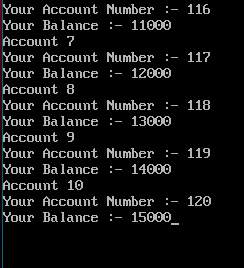 Your Account Number :- 116
Your Balance :- 11000
Account 7
Your Account Number :- 117
Your Balance :- 12000
Account 8
Your Account Number :- 118
Your Balance :- 13000
Account 9
Your Account Number :- 119
Your Balance :- 14000
Account 10
Your Account Number :- 120
Your Balance :- 15000_